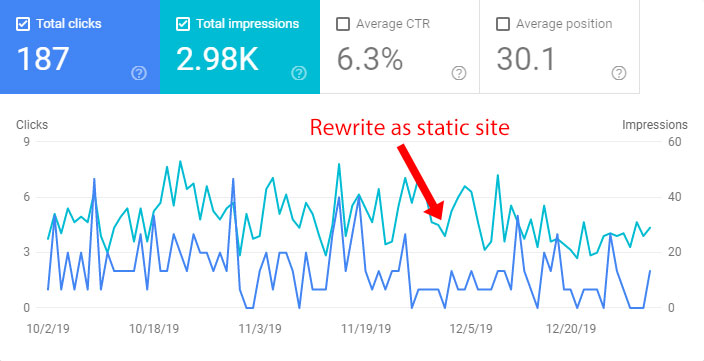 Total clicks
187
Total impressions
2.98K
Average CTR
6.3%
Average position
30.1
Clicks
Impressions
Rewrite as static site
9
6
3
0
60
40
20
0
10/2/19
10/18/19
11/3/19
11/19/19
12/5/19
12/20/19